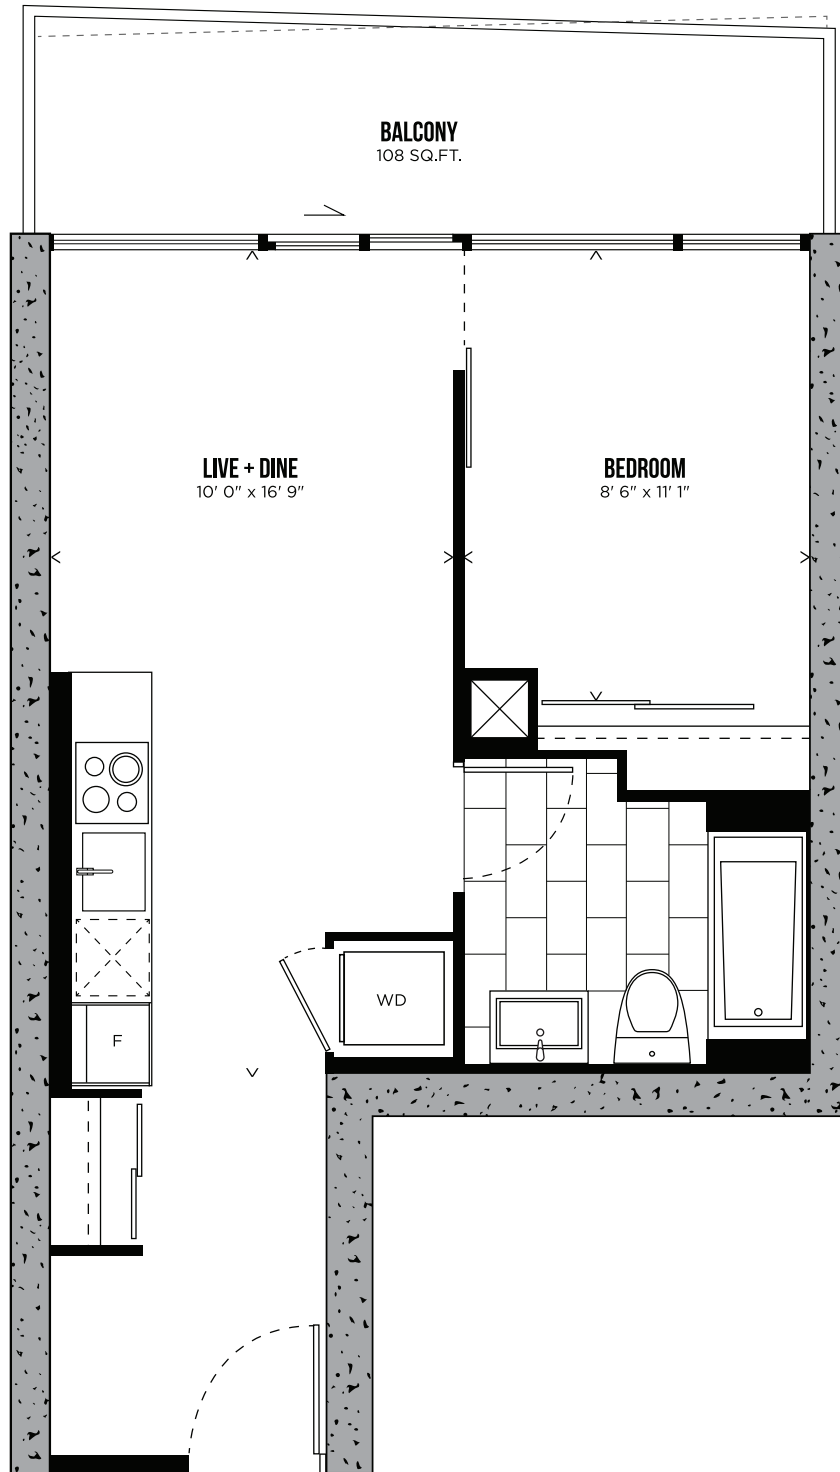 BALCONY
108 SQ.FT.
LIVE + DINE
10' 0" x 16' 9"
BEDROOM
8' 6" x 11' 1"
WD
F